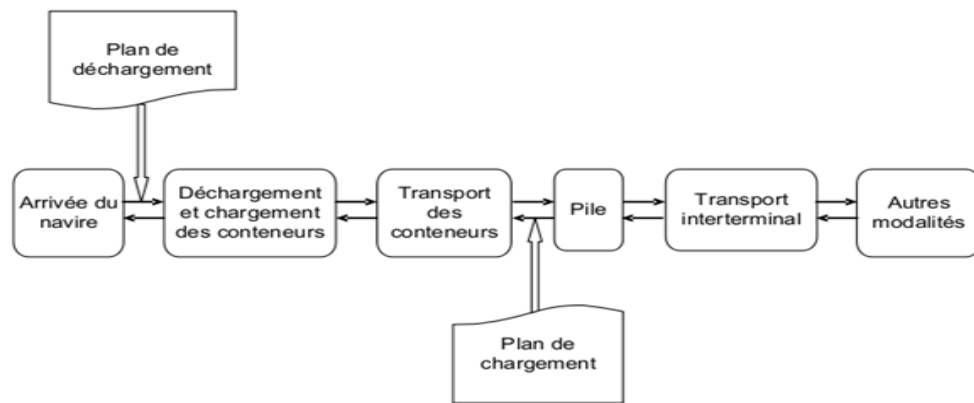 Plan de
déchargement
Arrivée du
navire
Déchargement
et chargement
des conteneurs
Transport
des
conteneurs
Pile
Transport
interterminal
Autres
modalités
Plan de
chargement